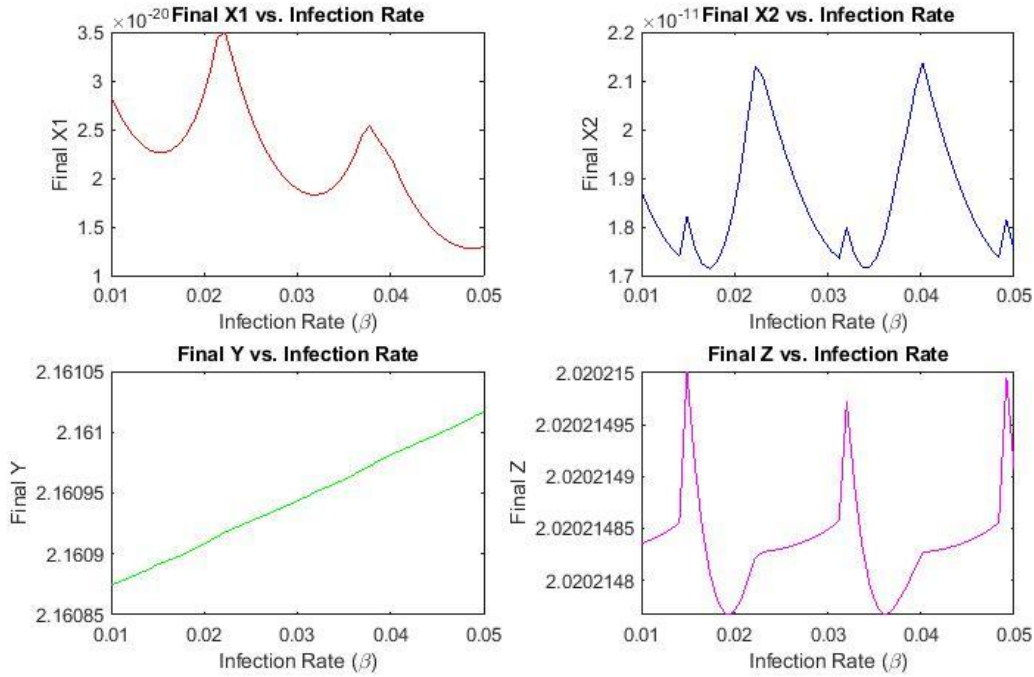 ×10⁻²⁰ Final X1 vs. Infection Rate
3.5
3
2.5
2
1.5
1
Final X1
0.01 0.02 0.03 0.04 0.05
Infection Rate (β)
×10⁻¹¹ Final X2 vs. Infection Rate
2.2
2.1
2
1.9
1.8
1.7
Final X2
0.01 0.02 0.03 0.04 0.05
Infection Rate (β)
Final Y vs. Infection Rate
2.16105
2.161
2.16095
2.1609
2.16085
Final Y
0.01 0.02 0.03 0.04 0.05
Infection Rate (β)
Final Z vs. Infection Rate
2.020215
2.02021495
2.0202149
2.02021485
2.0202148
Final Z
0.01 0.02 0.03 0.04 0.05
Infection Rate (β)